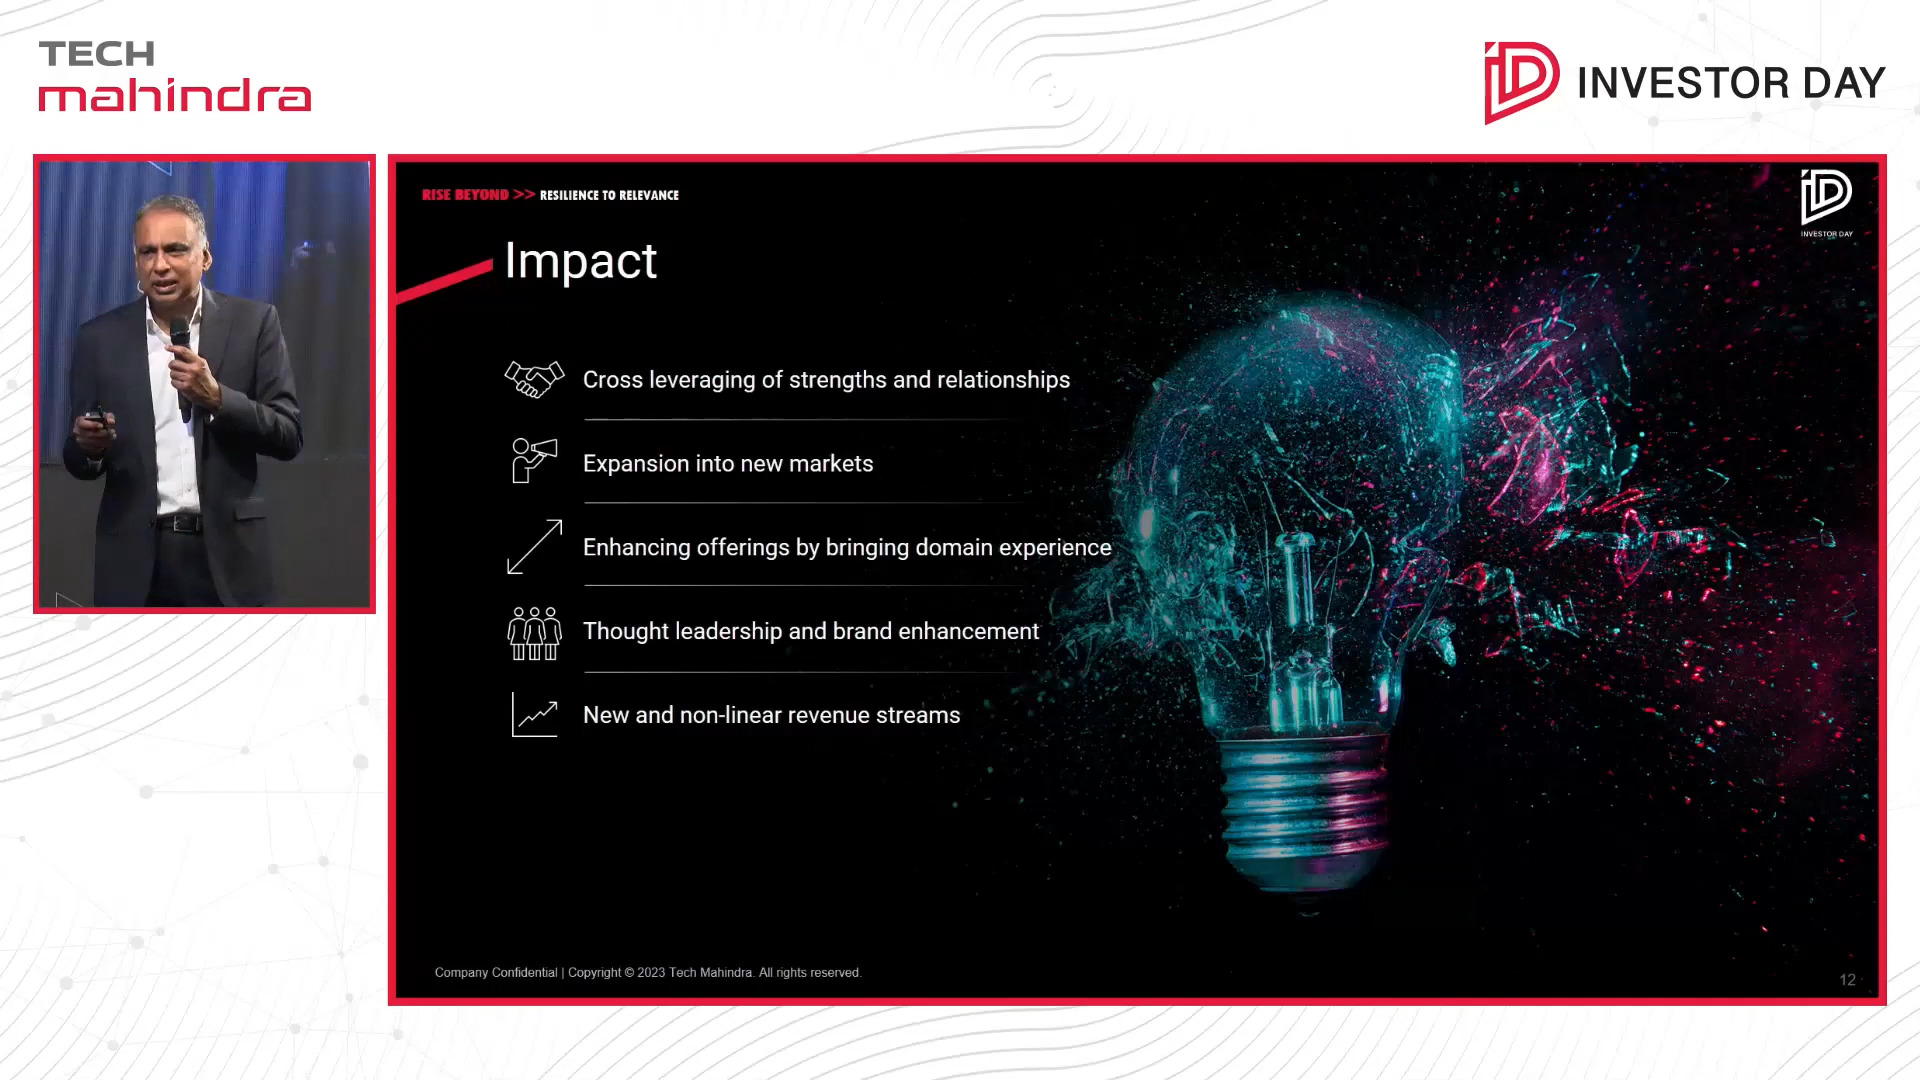 TECH
mahindra
INVESTOR DAY
RISE BEYOND >> RESILIENCE TO RELEVANCE
INVESTOR DAY
Impact
Cross leveraging of strengths and relationships
Expansion into new markets
Enhancing offerings by bringing domain experience
Thought leadership and brand enhancement
New and non-linear revenue streams
Company Confidential | Copyright © 2023 Tech Mahindra. All rights reserved.
12